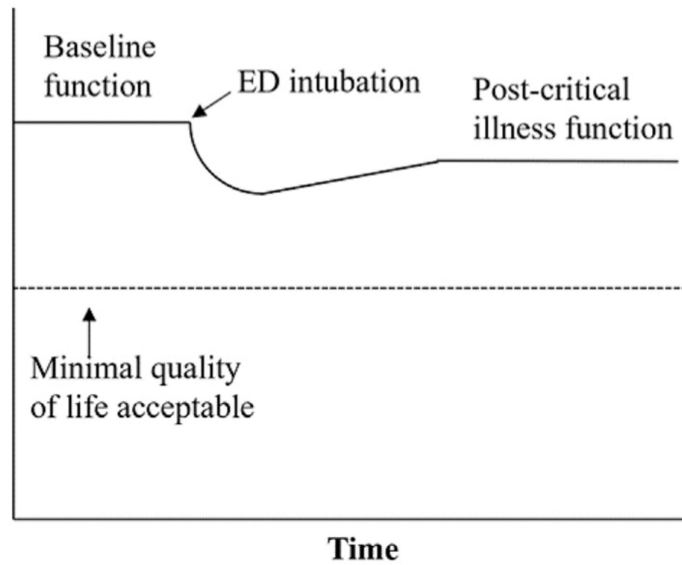 Baseline
function
ED intubation
Post-critical
illness function
Minimal quality
of life acceptable
Time